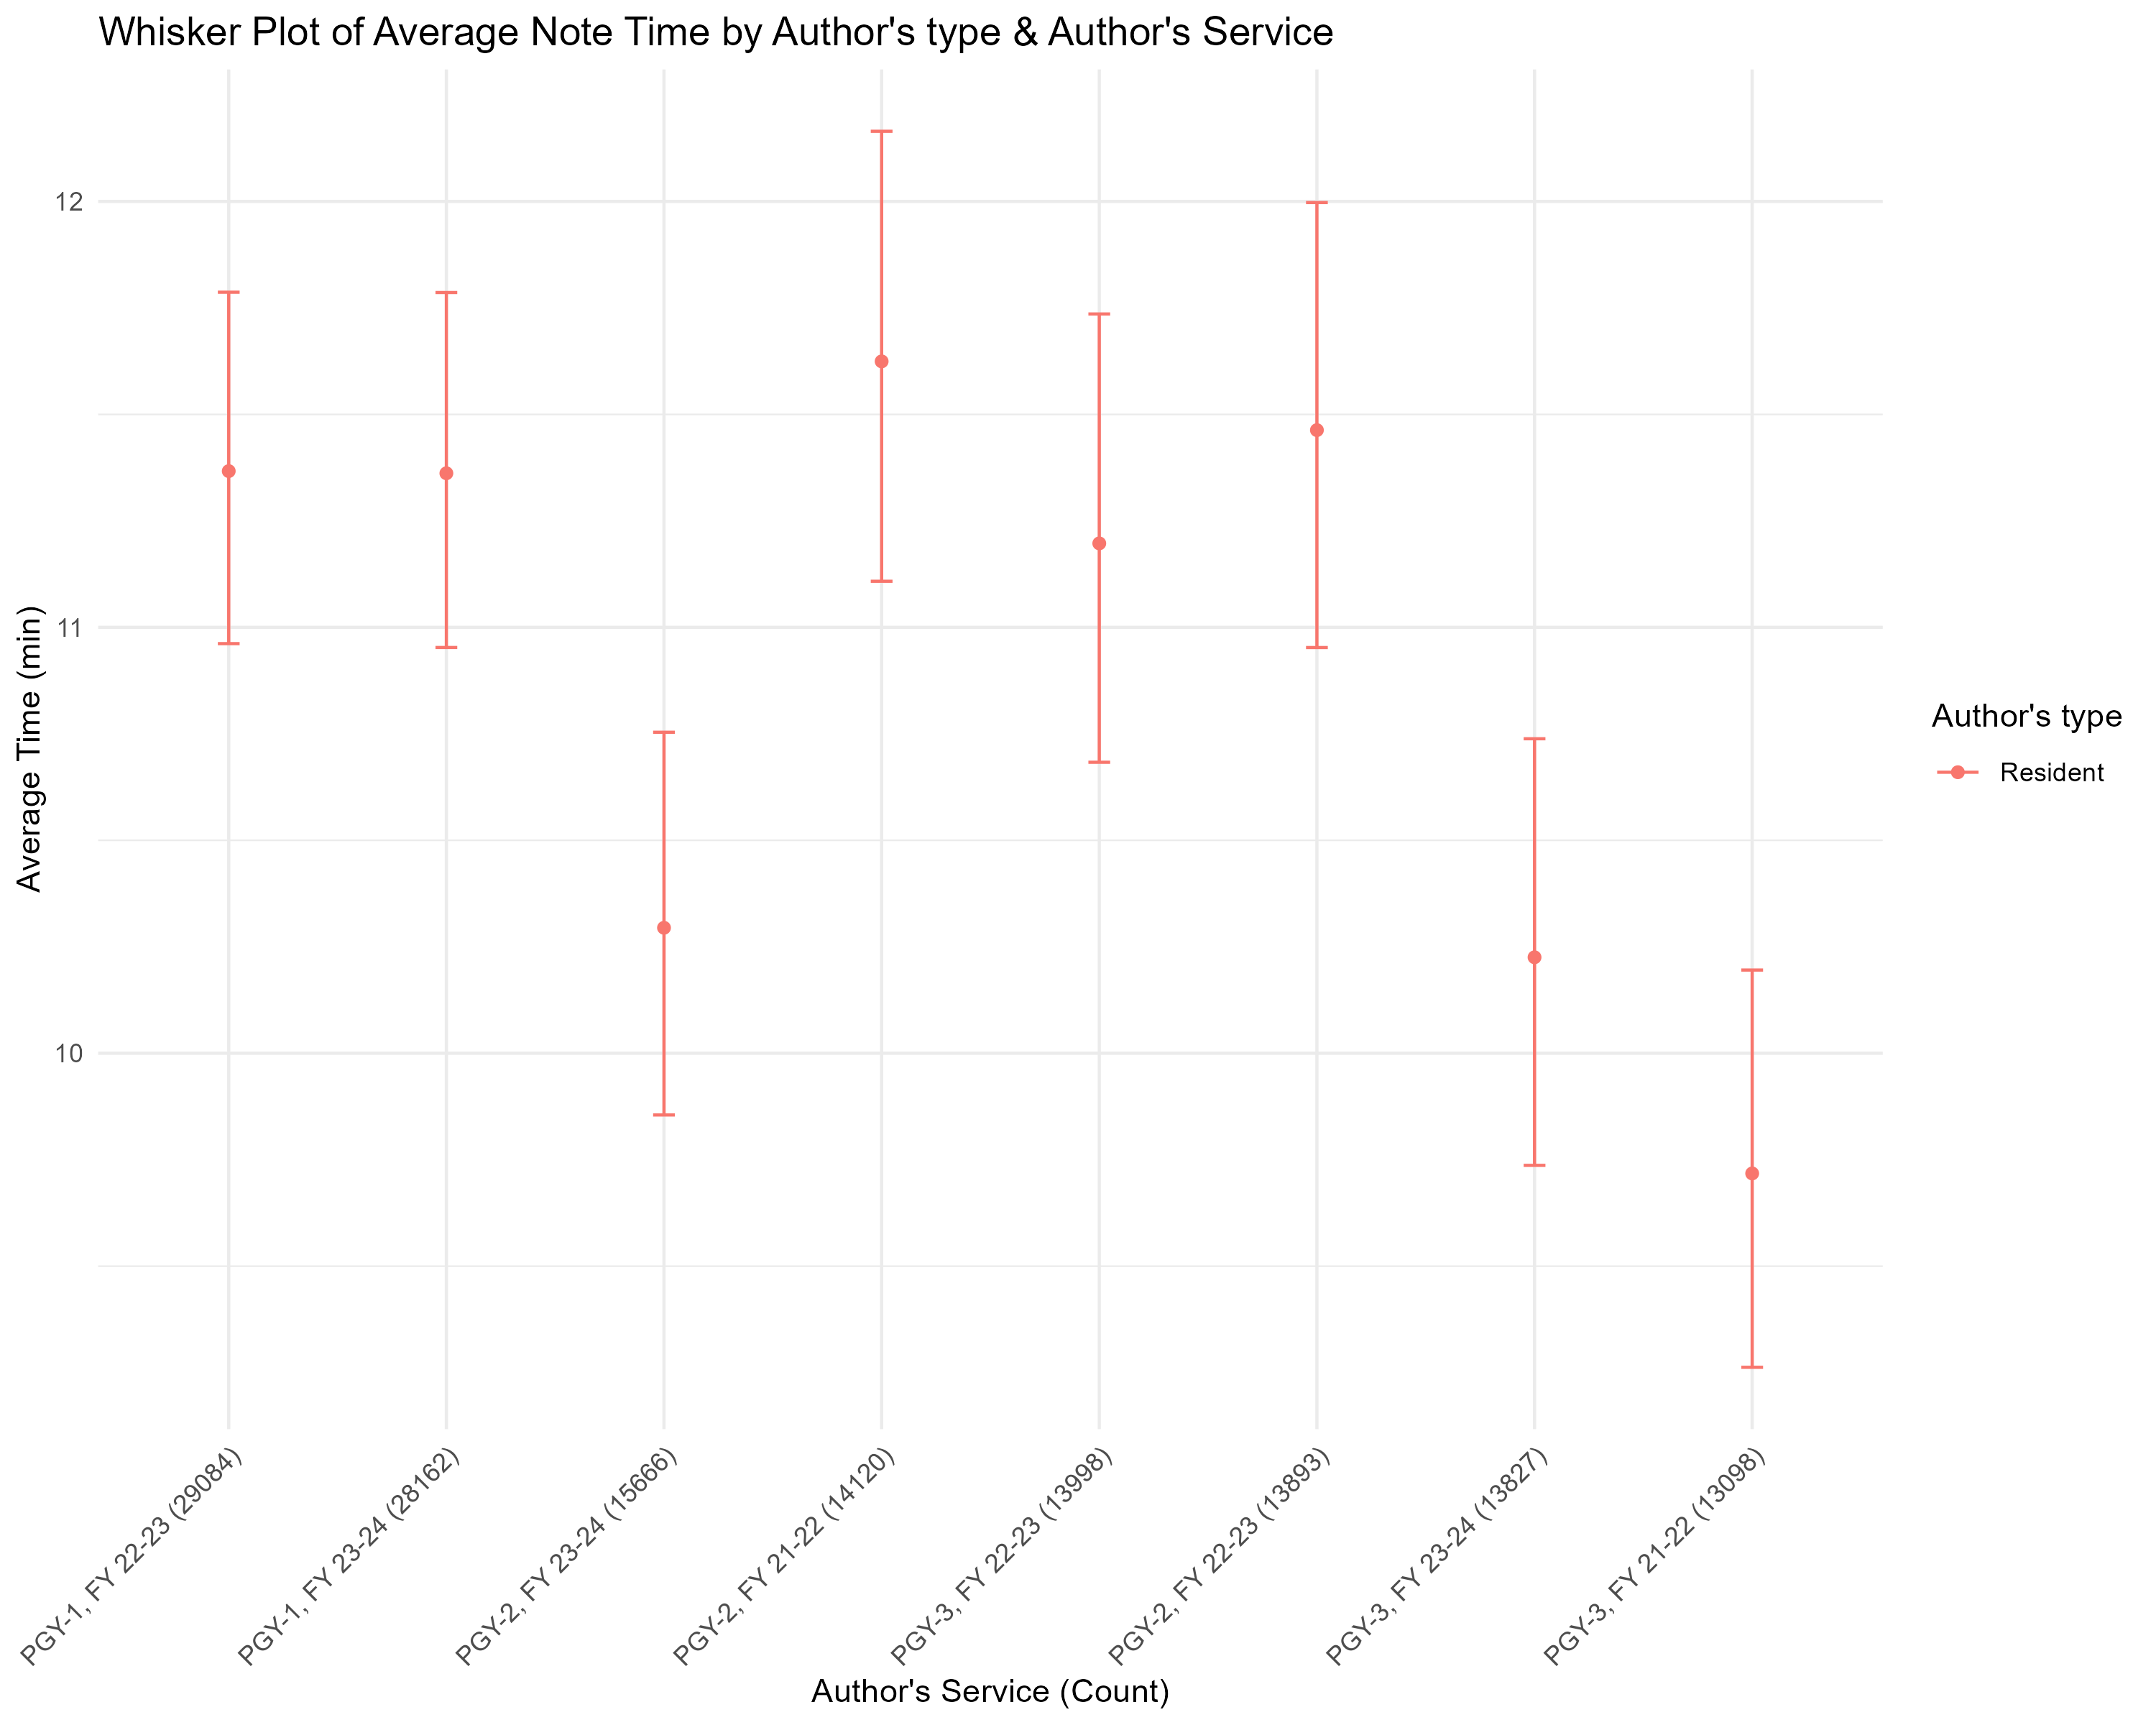 Whisker Plot of Average Note Time by Author's type & Author's Service
Average Time (min)
12
11
10
PGY-1, FY 22-23 (29084)
PGY-1, FY 23-24 (28162)
PGY-2, FY 23-24 (15666)
PGY-2, FY 21-22 (14120)
PGY-3, FY 22-23 (13998)
PGY-2, FY 22-23 (13893)
PGY-3, FY 23-24 (13827)
PGY-3, FY 21-22 (13098)
Author's Service (Count)
Author's type
Resident